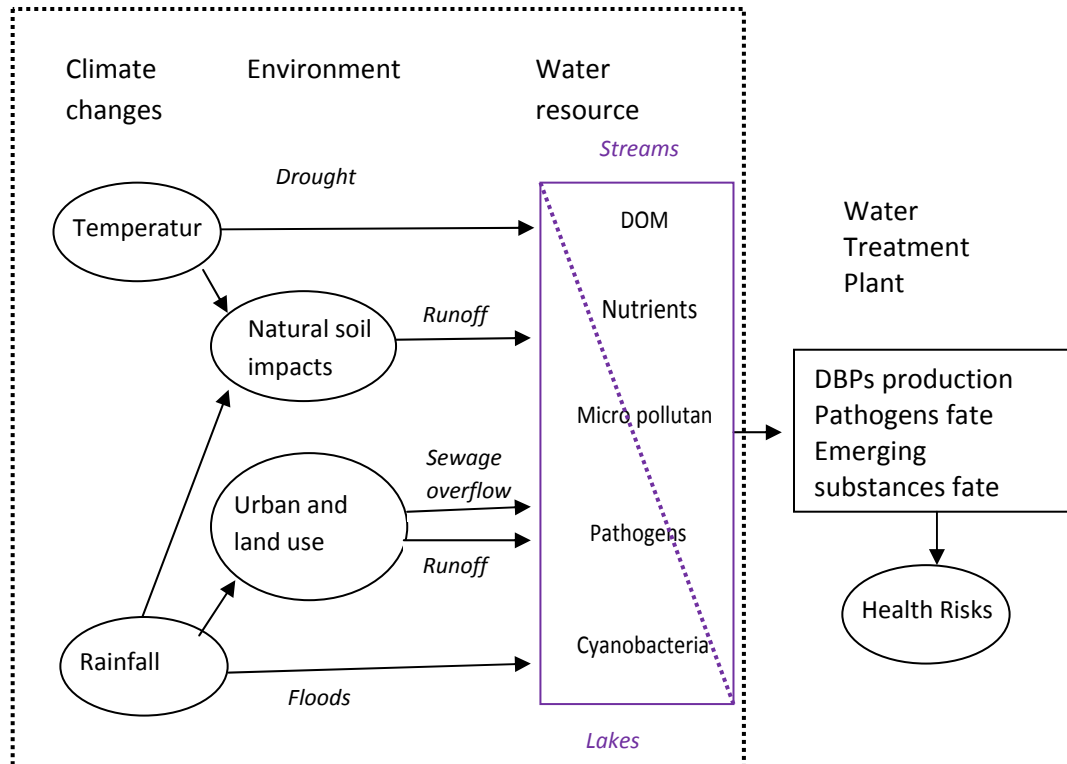 Climate
changes
Environment
Water
resource
Streams
Drought
Temperatur
DOM
Water
Treatment
Plant
Natural soil
impacts
Runoff
Nutrients
DBPs production
Pathogens fate
Emerging
substances fate
Micro pollutan
Sewage
overflow
Urban and
land use
Pathogens
Runoff
Health Risks
Rainfall
Cyanobacteria
Floods
Lakes